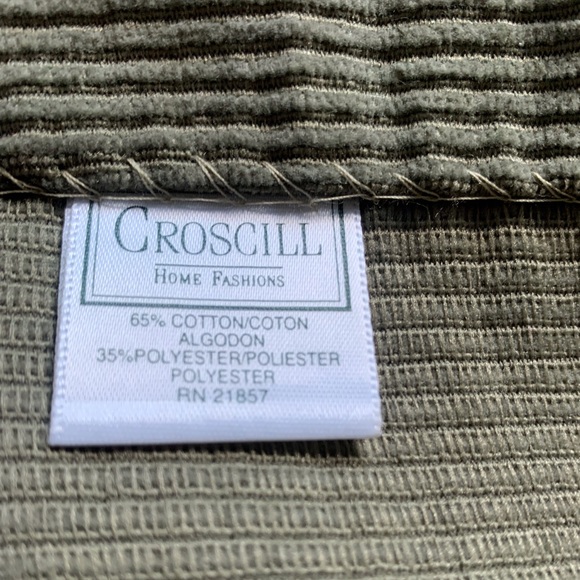 CROSCILL
HOME FASHIONS
65% COTTON/COTON
ALGODON
35%POLYESTER/POLIESTER
POLYESTER
RN 21857